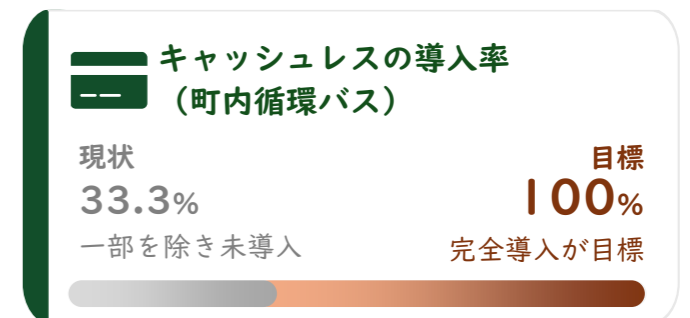 キャッシュレスの導入率
（町内循環バス）
現状
33.3%
一部を除き未導入
目標
100%
完全導入が目標